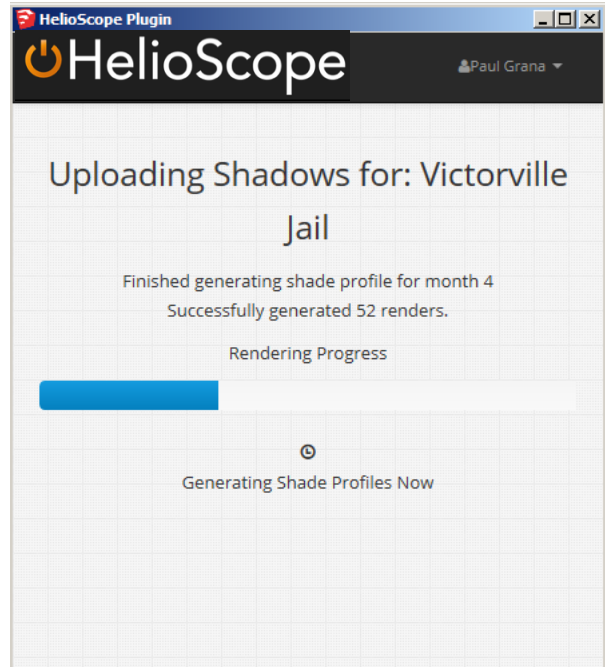 HelioScope Plugin
HelioScope
Paul Grana
Uploading Shadows for: Victorville
Jail
Finished generating shade profile for month 4
Successfully generated 52 renders.
Rendering Progress
Generating Shade Profiles Now